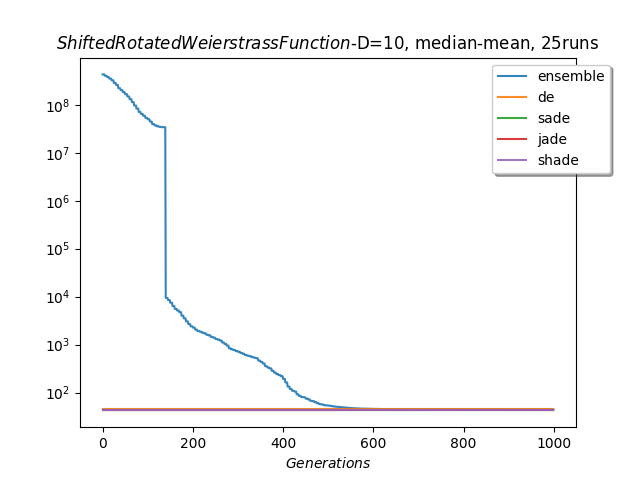 ShiftedRotatedWeierstrassFunction-D=10, median-mean, 25runs
ensemble
de
sade
jade
shade
10^8
10^7
10^6
10^5
10^4
10^3
10^2
0 200 400 600 800 1000
Generations